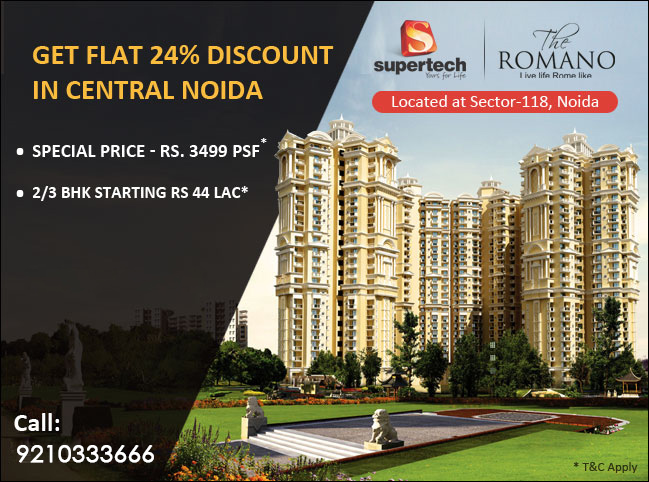 GET FLAT 24% DISCOUNT
IN CENTRAL NOIDA
• SPECIAL PRICE - RS. 3499 PSF*
• 2/3 BHK STARTING RS 44 LAC*
S
supertech
Yours for Life
The
ROMANO
Live life Rome like
Located at Sector-118, Noida
Call:
9210333666
* T&C Apply